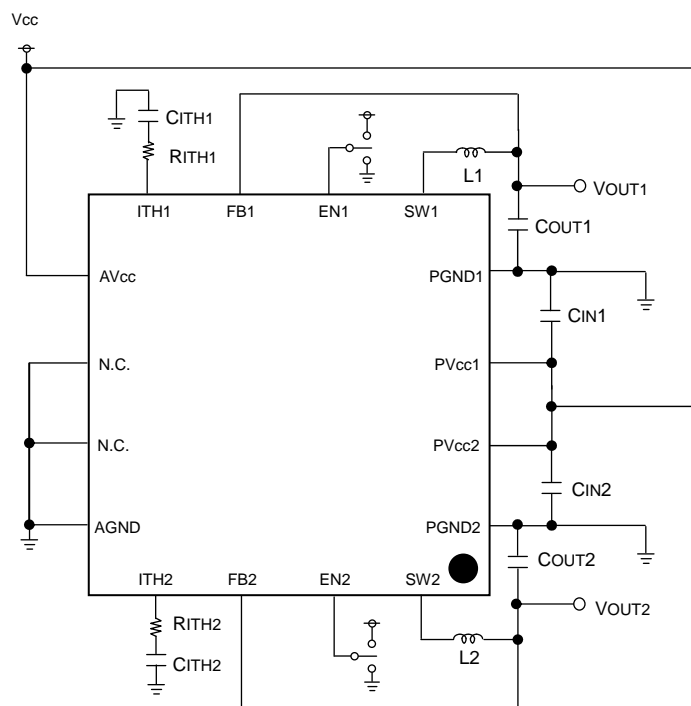 Vcc
CITH1
RITH1
L1
VOUT1
ITH1
FB1
EN1
SW1
COUT1
AVcc
PGND1
CIN1
N.C.
PVcc1
N.C.
PVcc2
CIN2
AGND
PGND2
COUT2
ITH2
FB2
EN2
SW2
VOUT2
RITH2
L2
CITH2